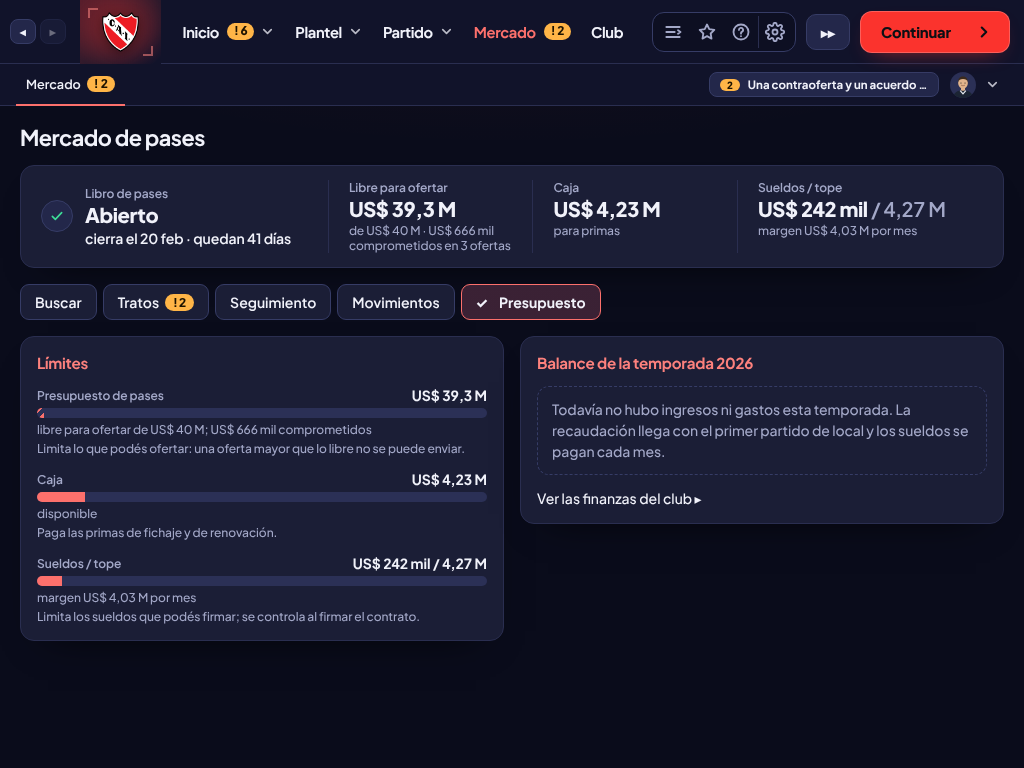 Inicio ! 6 Plantel Partido Mercado ! 2 Club Continuar
Mercado ! 2 2 Una contraoferta y un acuerdo ...
Mercado de pases
Libro de pases
Abierto
cierra el 20 feb · quedan 41 días
Libre para ofertar
US$ 39,3 M
de US$ 40 M · US$ 666 mil
comprometidos en 3 ofertas
Caja
US$ 4,23 M
para primas
Sueldos / tope
US$ 242 mil / 4,27 M
margen US$ 4,03 M por mes
Buscar Tratos ! 2 Seguimiento Movimientos Presupuesto
Límites
Presupuesto de pases US$ 39,3 M
libre para ofertar de US$ 40 M; US$ 666 mil comprometidos
Limita lo que podés ofertar: una oferta mayor que lo libre no se puede enviar.
Caja US$ 4,23 M
disponible
Paga las primas de fichaje y de renovación.
Sueldos / tope US$ 242 mil / 4,27 M
margen US$ 4,03 M por mes
Limita los sueldos que podés firmar; se controla al firmar el contrato.
Balance de la temporada 2026
Todavía no hubo ingresos ni gastos esta temporada. La
recaudación llega con el primer partido de local y los sueldos se
pagan cada mes.
Ver las finanzas del club ▸